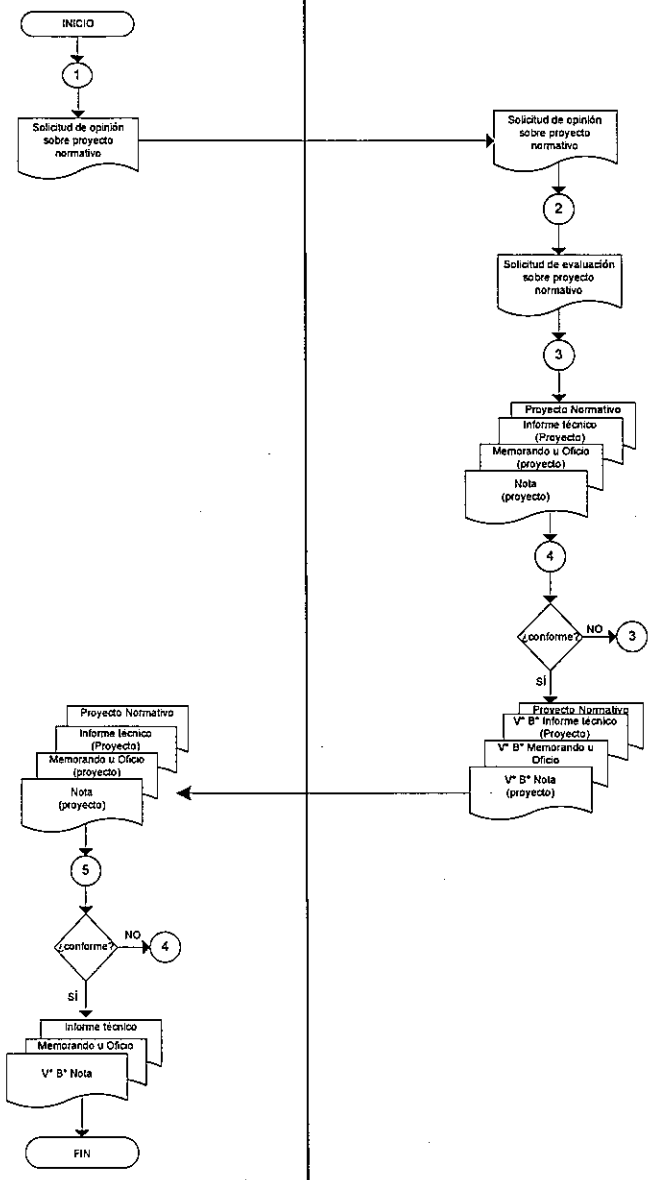 INICIO
1
Solicitud de opinión
sobre proyecto
normativo
Solicitud de opinión
sobre proyecto
normativo
2
Solicitud de evaluación
sobre proyecto
normativo
3
Proyecto Normativo
Informe técnico
(Proyecto)
Memorando u Oficio
(proyecto)
Nota
(proyecto)
4
¿conforme?
NO
3
si
Proyecto Normativo
V° B° Informe técnico
(Proyecto)
V° B° Memorando u
Oficio
V° B° Nota
(proyecto)
Proyecto Normativo
Informe técnico
(Proyecto)
Memorando u Oficio
(proyecto)
Nota
(proyecto)
5
¿conforme?
NO
4
si
Informe técnico
Memorando u Oficio
V° B° Nota
FIN